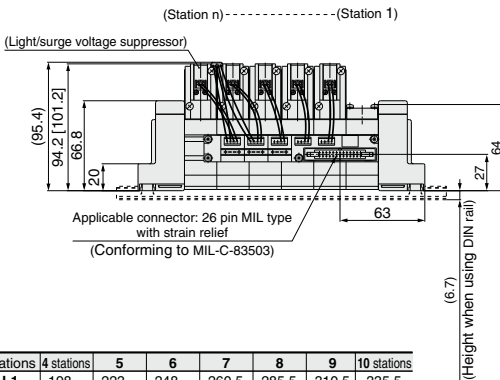 (Station n)
(Station 1)
(Light/surge voltage suppressor)
(95.4)
94.2 [101.2]
66.8
20
64
27
63
Applicable connector: 26 pin MIL type
with strain relief
(Conforming to MIL-C-83503)
(6.7)
(Height when using DIN rail)
4 stations 5 6 7 8 9 10 stations